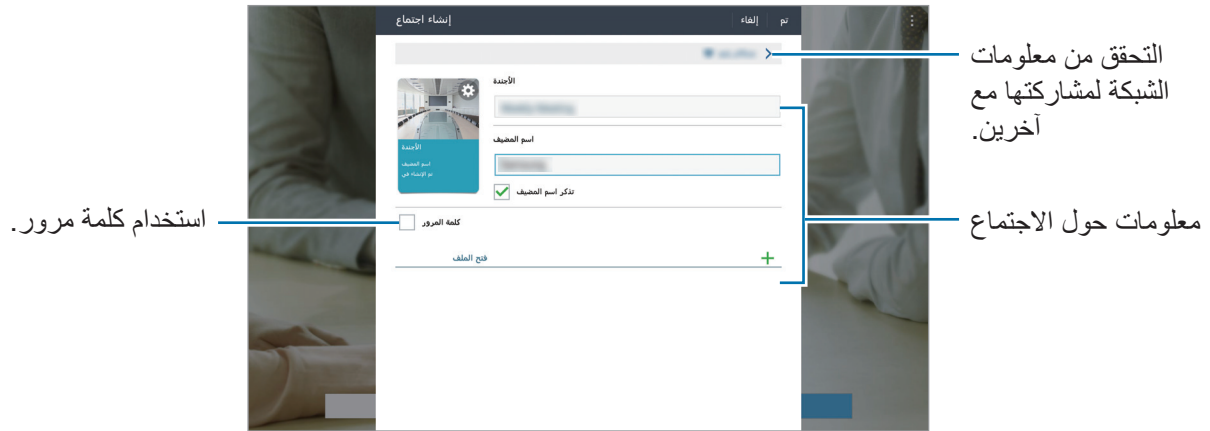 إنشاء اجتماع
إلغاء
تم
الأجندة
اسم المضيف
تذكر اسم المضيف
الأجندة
اسم المضيف
تم الإنشاء في
كلمة المرور
فتح الملف
التحقق من معلومات
الشبكة لمشاركتها مع
آخرين.
معلومات حول الاجتماع
استخدام كلمة مرور.